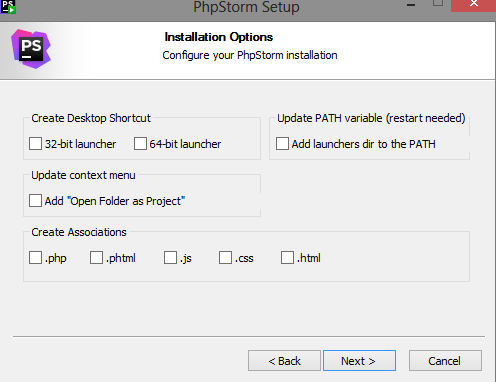 PS
PhpStorm Setup
PS
Installation Options
Configure your PhpStorm installation
Create Desktop Shortcut
32-bit launcher
64-bit launcher
Update PATH variable (restart needed)
Add launchers dir to the PATH
Update context menu
Add "Open Folder as Project"
Create Associations
.php
.phtml
.js
.css
.html
< Back
Next >
Cancel